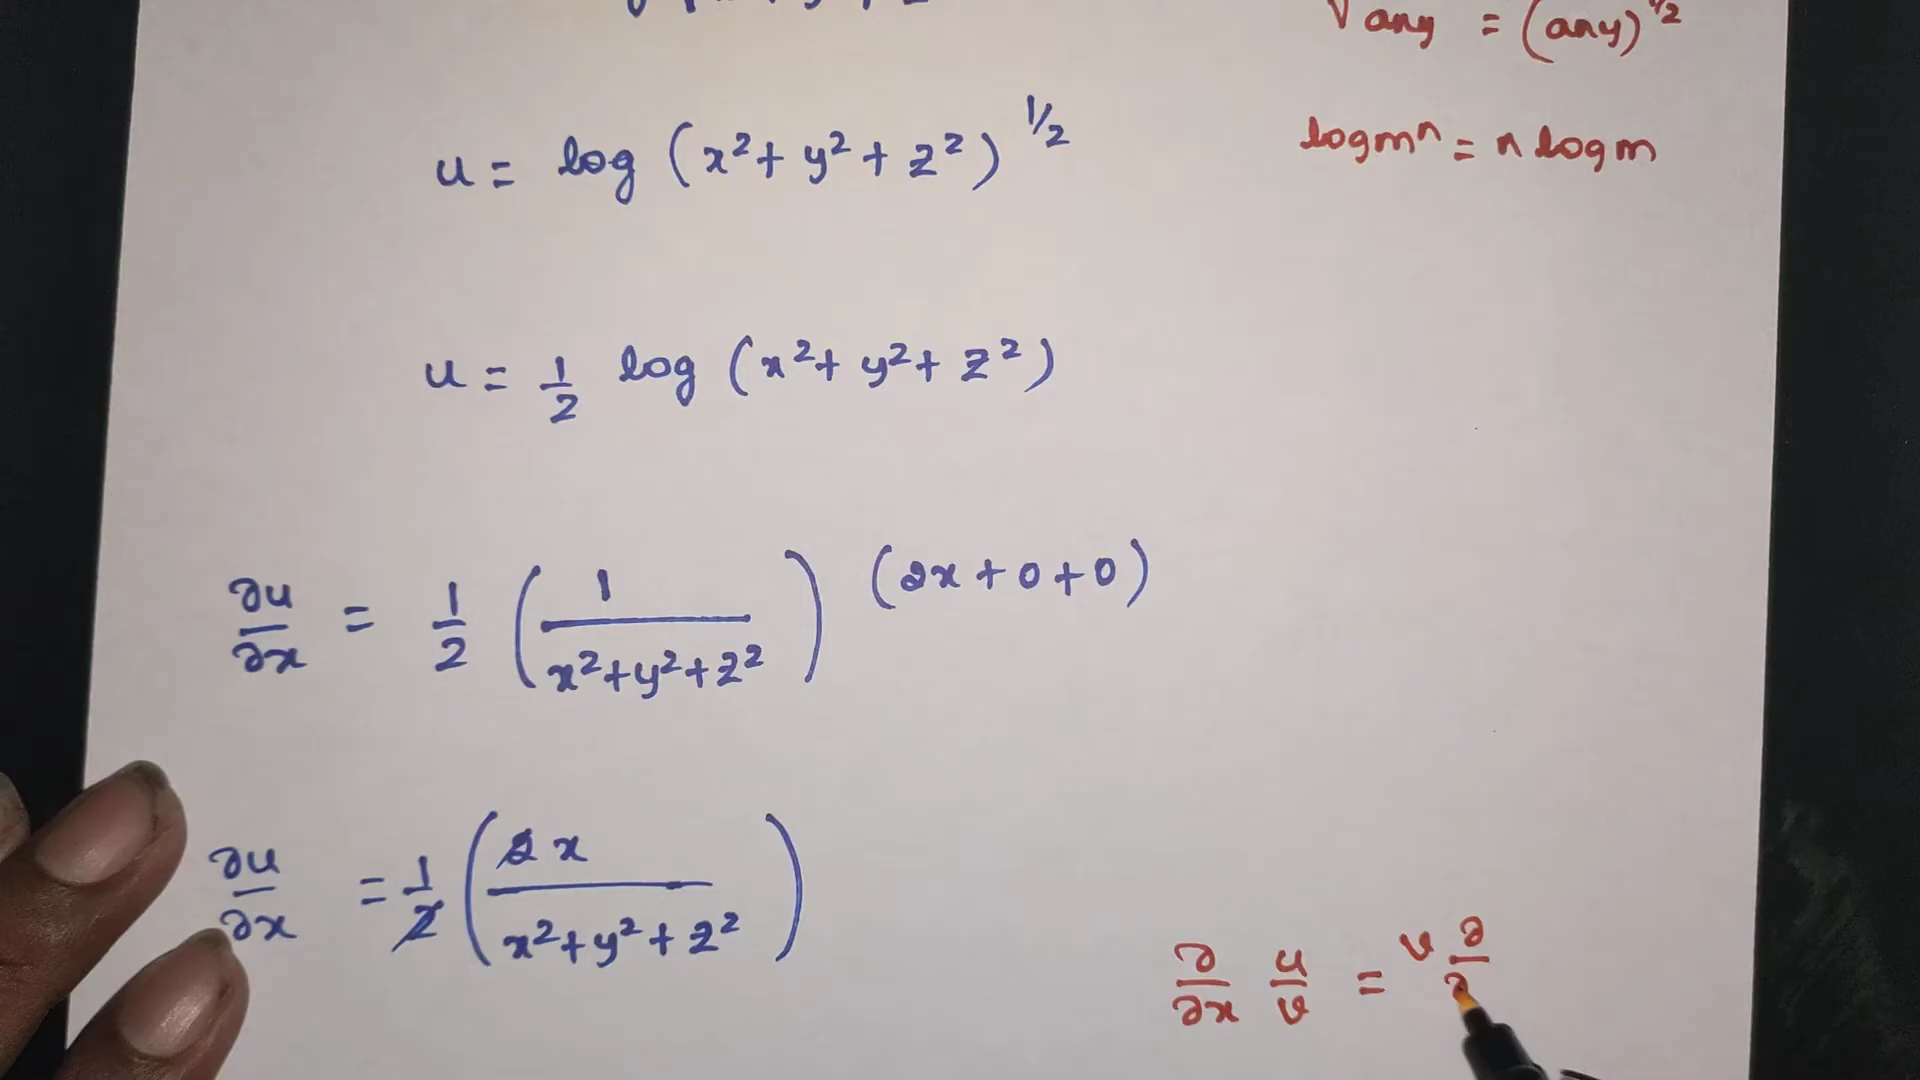 √any = (any)^1/2
u = log (x² + y² + z²)^1/2
log mⁿ = n log m
u = 1/2 log (x² + y² + z²)
∂u/∂x = 1/2 (1/(x²+y²+z²)) (2x + 0 + 0)
∂u/∂x = 1/2 (2x/(x²+y²+z²))
∂/∂x u/v = v ∂/∂